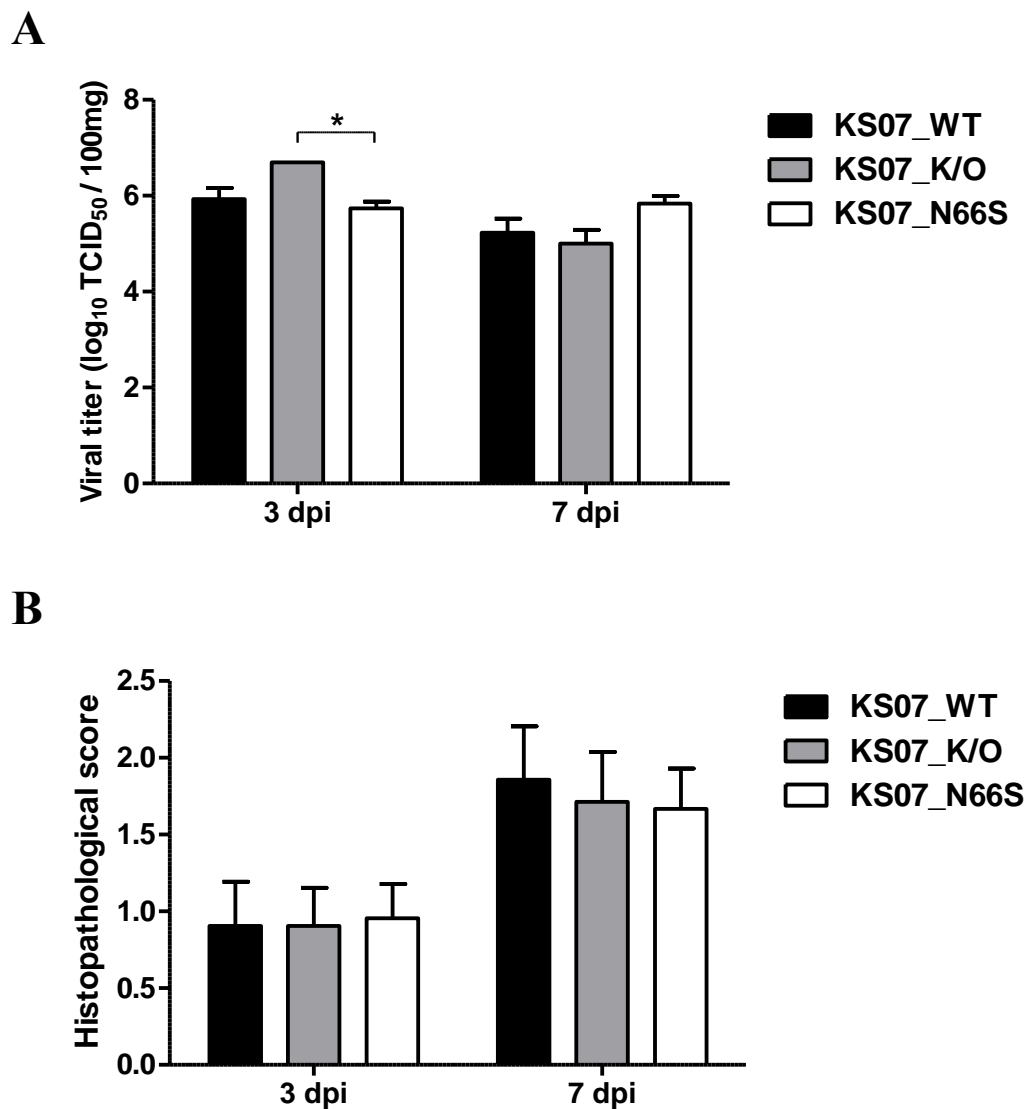 A
Viral titer (log₁₀ TCID₅₀ / 100mg)
8
6
4
2
0
*
3 dpi
7 dpi
KS07_WT
KS07_K/O
KS07_N66S
B
Histopathological score
2.5
2.0
1.5
1.0
0.5
0.0
3 dpi
7 dpi
KS07_WT
KS07_K/O
KS07_N66S